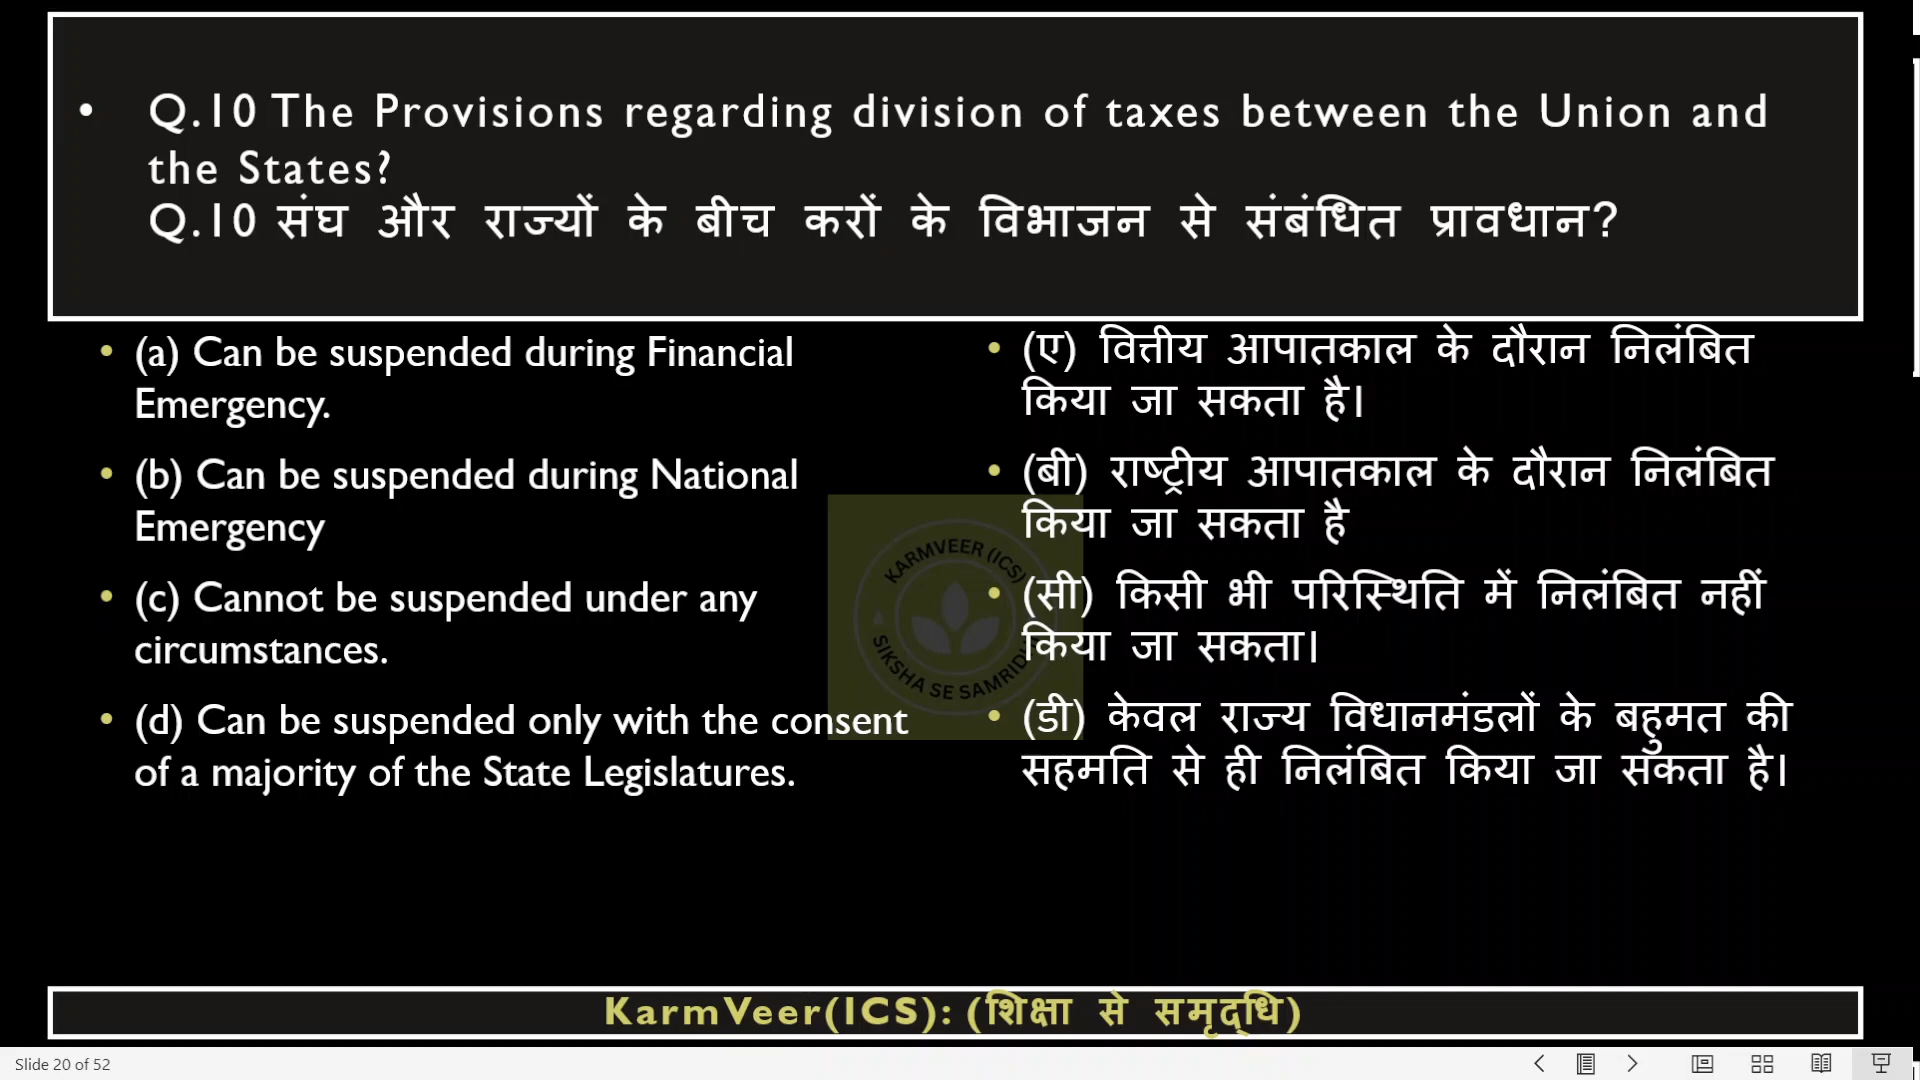 • Q.10 The Provisions regarding division of taxes between the Union and
the States?
Q.10 संघ और राज्यों के बीच करों के विभाजन से संबंधित प्रावधान?
• (a) Can be suspended during Financial
Emergency.
• (b) Can be suspended during National
Emergency
• (c) Cannot be suspended under any
circumstances.
• (d) Can be suspended only with the consent
of a majority of the State Legislatures.
• (ए) वित्तीय आपातकाल के दौरान निलंबित
किया जा सकता है।
• (बी) राष्ट्रीय आपातकाल के दौरान निलंबित
किया जा सकता है
• (सी) किसी भी परिस्थिति में निलंबित नहीं
किया जा सकता।
• (डी) केवल राज्य विधानमंडलों के बहुमत की
सहमति से ही निलंबित किया जा सकता है।
KARMVEER (ICS)
SIKSHA SE
KarmVeer(ICS): (शिक्षा से समृद्धि)
Slide 20 of 52